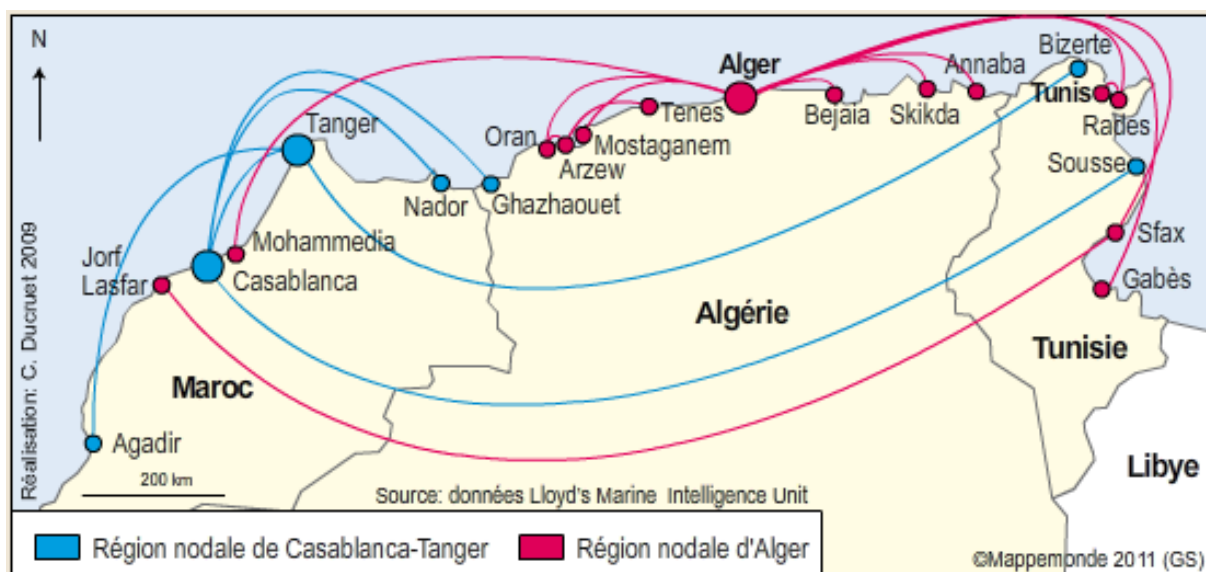 N
Bizerte
Alger
Annaba
Tanger
Tunis
Oran
Tenes
Bejaia
Skikda
Rades
Mostaganem
Arzew
Sousse
Nador
Ghazhaouet
Mohammedia
Sfax
Jorf
Lasfar
Casablanca
Gabès
Algérie
Tunisie
Maroc
Agadir
Libye
200 km
Source: données Lloyd's Marine Intelligence Unit
Réalisation: C. Ducruet 2009
Région nodale de Casablanca-Tanger
Région nodale d'Alger
©Mappemonde 2011 (GS)